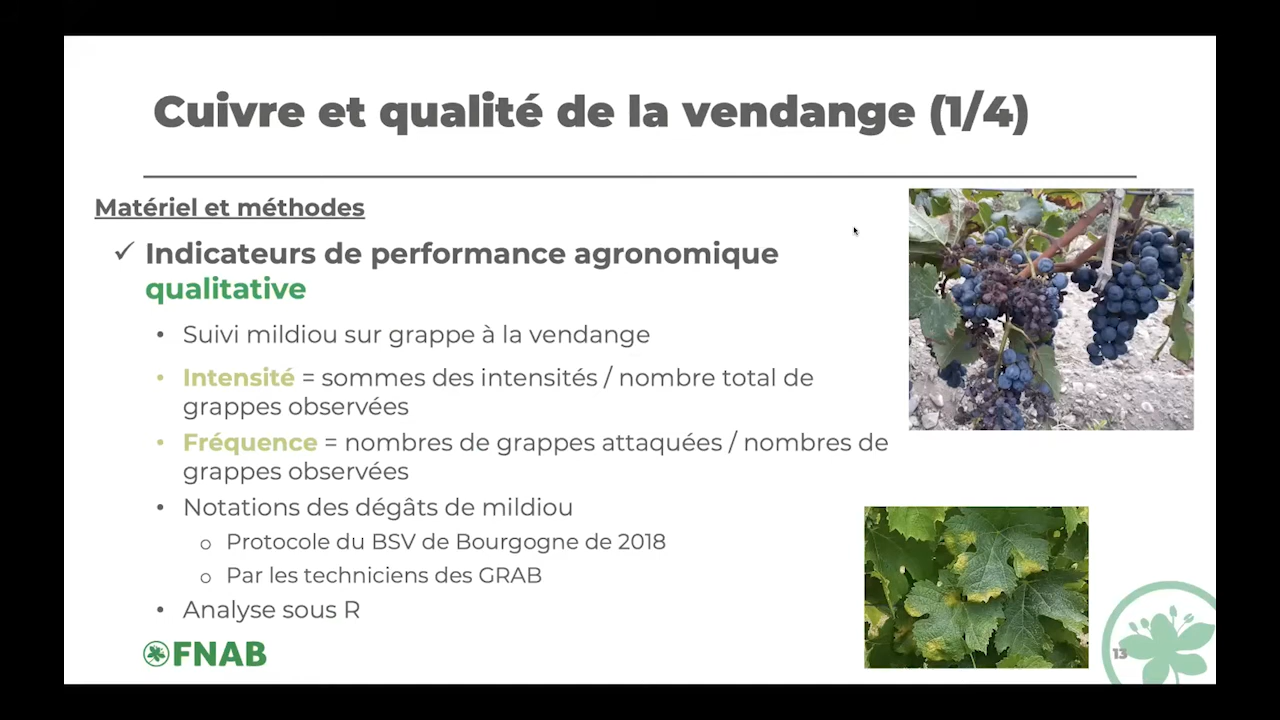 Cuivre et qualité de la vendange (1/4)
Matériel et méthodes
✓ Indicateurs de performance agronomique
qualitative
• Suivi mildiou sur grappe à la vendange
• Intensité = sommes des intensités / nombre total de
grappes observées
• Fréquence = nombres de grappes attaquées / nombres de
grappes observées
• Notations des dégâts de mildiou
o Protocole du BSV de Bourgogne de 2018
o Par les techniciens des GRAB
• Analyse sous R
FNAB
13